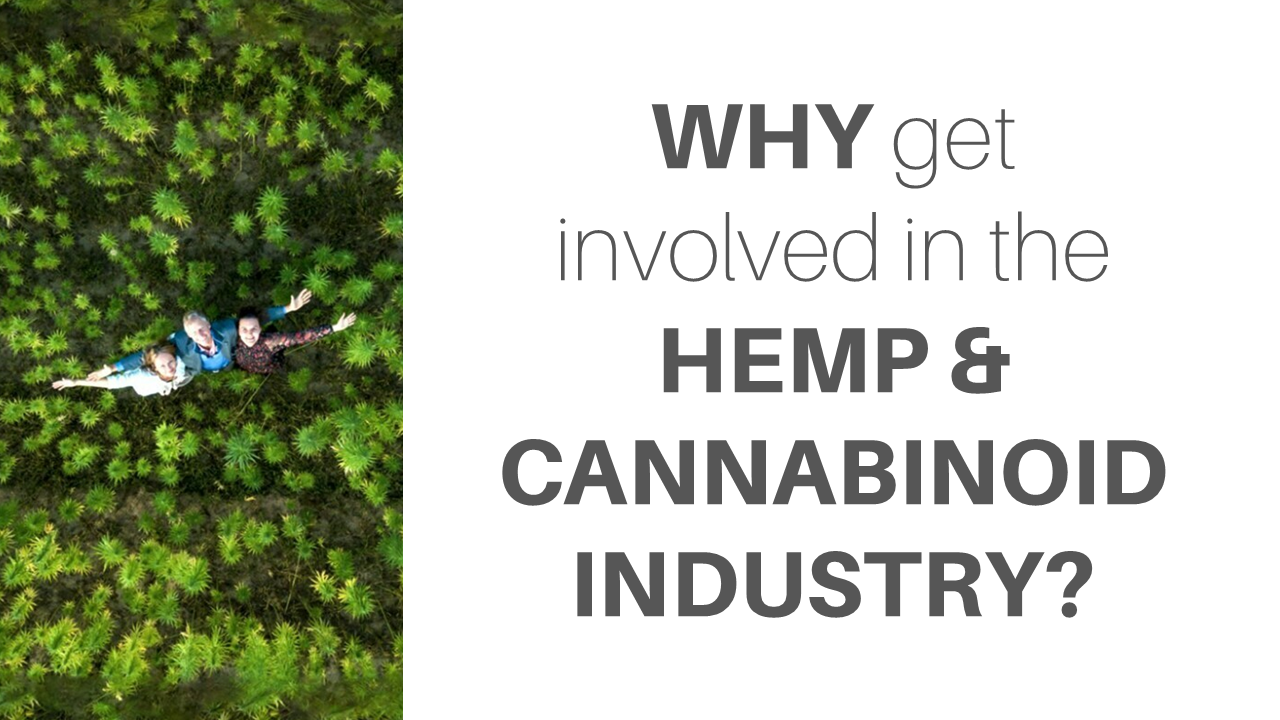 WHY get
involved in the
HEMP &
CANNABINOID
INDUSTRY?